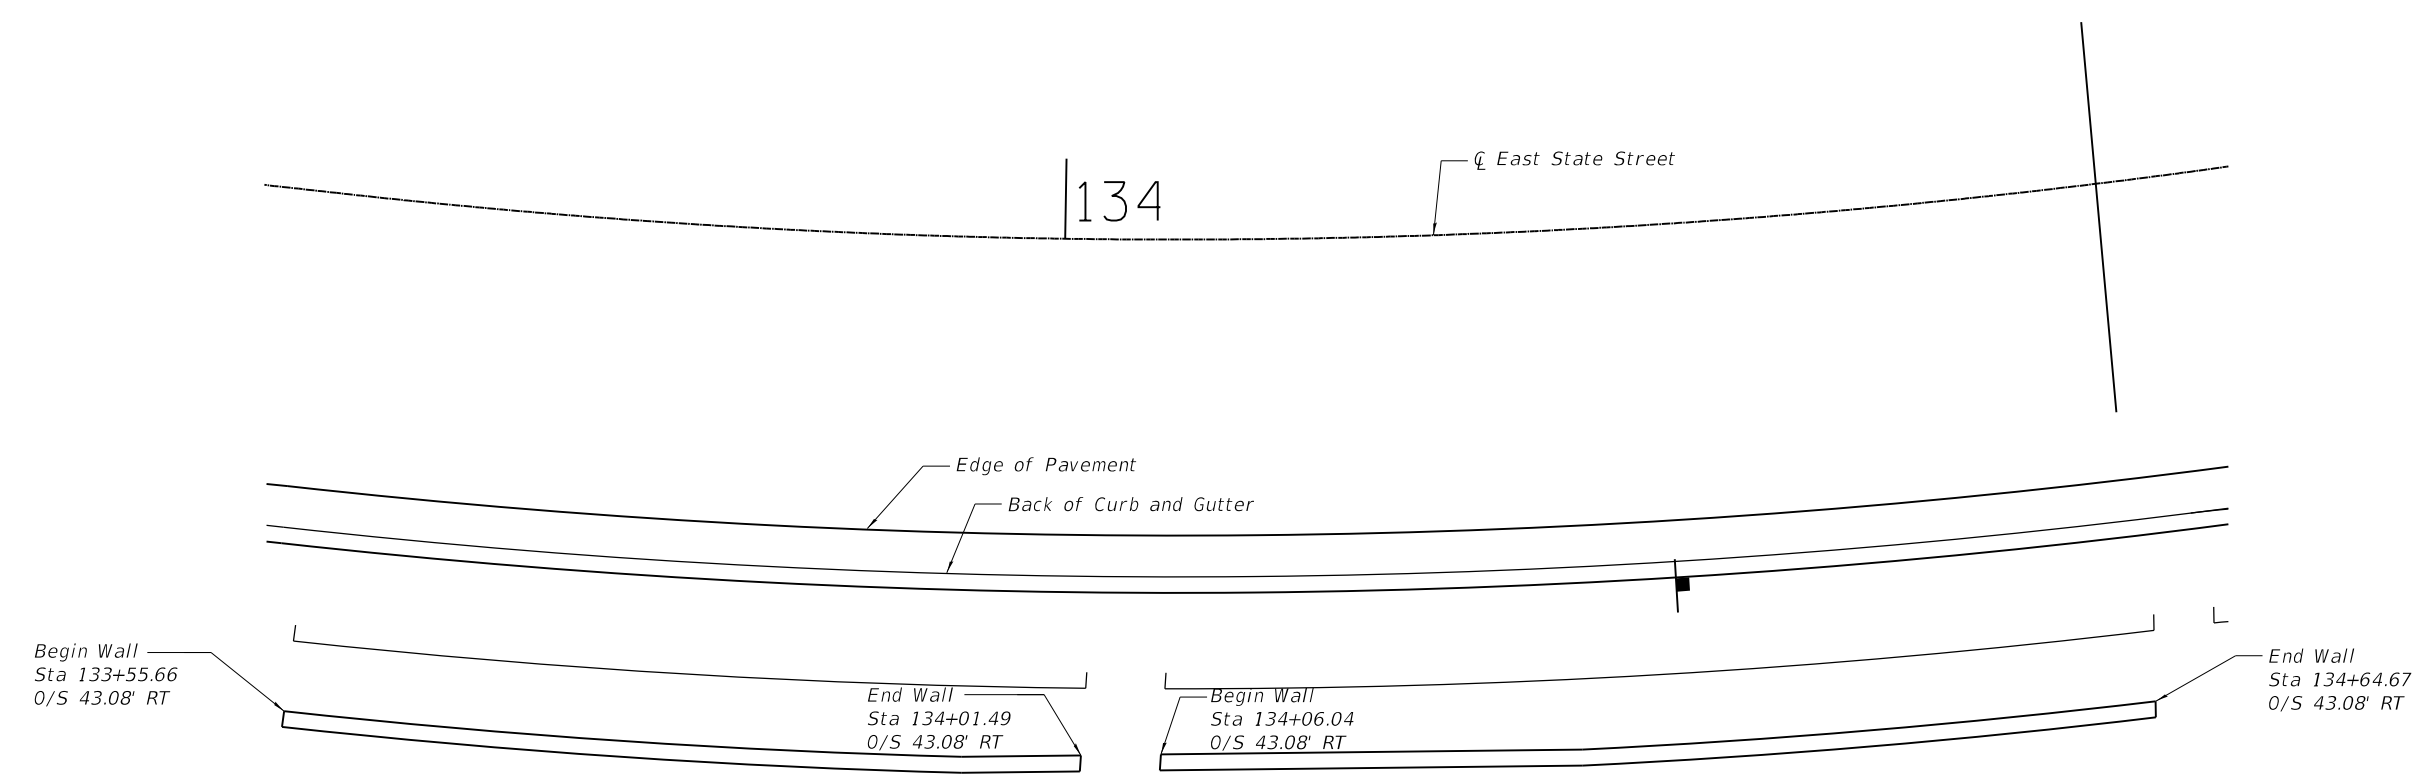 ℄ East State Street
134
Edge of Pavement
Back of Curb and Gutter
Begin Wall
Sta 133+55.66
O/S 43.08' RT
End Wall
Sta 134+01.49
O/S 43.08' RT
Begin Wall
Sta 134+06.04
O/S 43.08' RT
End Wall
Sta 134+64.67
O/S 43.08' RT